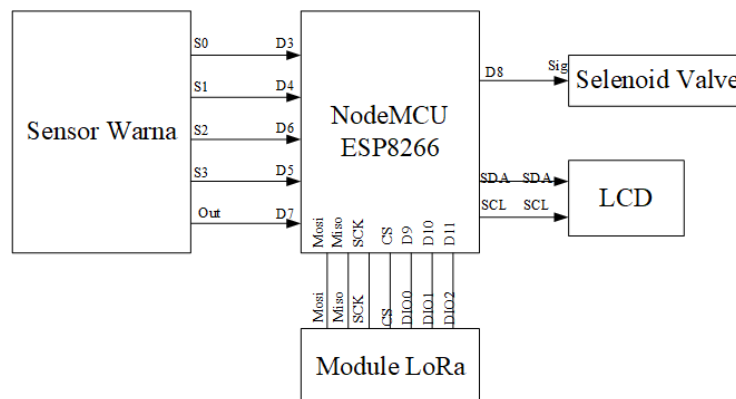 Sensor Warna
S0
D3
S1
D4
S2
D6
S3
D5
Out
D7
NodeMCU
ESP8266
D8
Sig
Selenoid Valve
SDA
SDA
SCL
SCL
LCD
Mosi
Miso
SCK
CS
D9
D10
D11
Mosi
Miso
SCK
CS
DIO0
DIO1
DIO2
Module LoRa